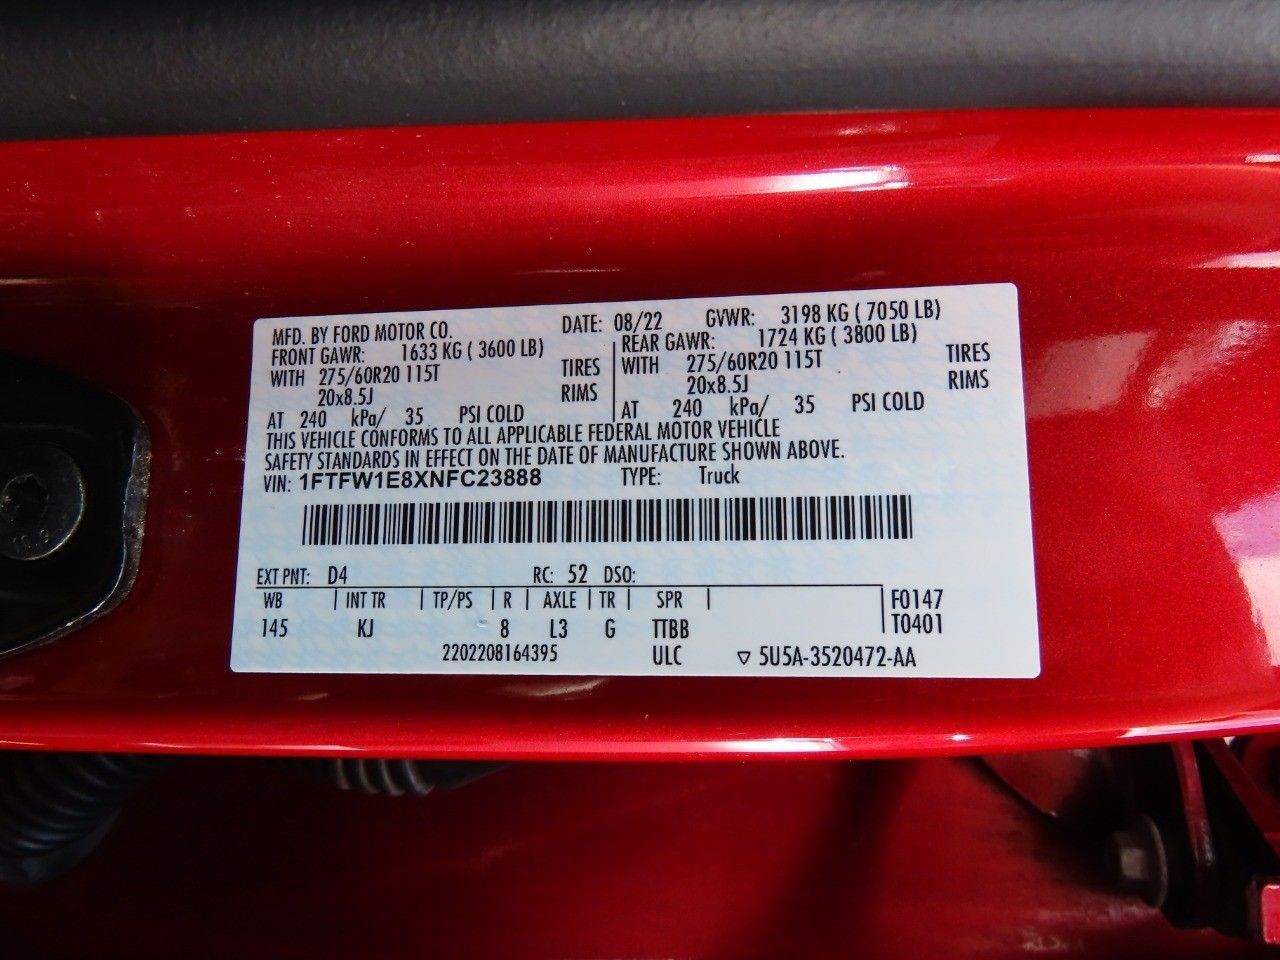 MFD. BY FORD MOTOR CO. DATE: 08/22 GVWR: 3198 KG ( 7050 LB)
FRONT GAWR: 1633 KG ( 3600 LB) REAR GAWR: 1724 KG ( 3800 LB)
WITH 275/60R20 115T TIRES WITH 275/60R20 115T TIRES
20x8.5J RIMS 20x8.5J RIMS
AT 240 kPa/ 35 PSI COLD AT 240 kPa/ 35 PSI COLD
THIS VEHICLE CONFORMS TO ALL APPLICABLE FEDERAL MOTOR VEHICLE
SAFETY STANDARDS IN EFFECT ON THE DATE OF MANUFACTURE SHOWN ABOVE.
VIN: 1FTFW1E8XNFC23888 TYPE: Truck
EXT PNT: D4 RC: 52 DSO:
WB | INT TR | TP/PS | R | AXLE | TR | SPR | F0147
145 KJ 8 L3 G TTBB T0401
2202208164395 ULC ▽ 5U5A-3520472-AA
10.9